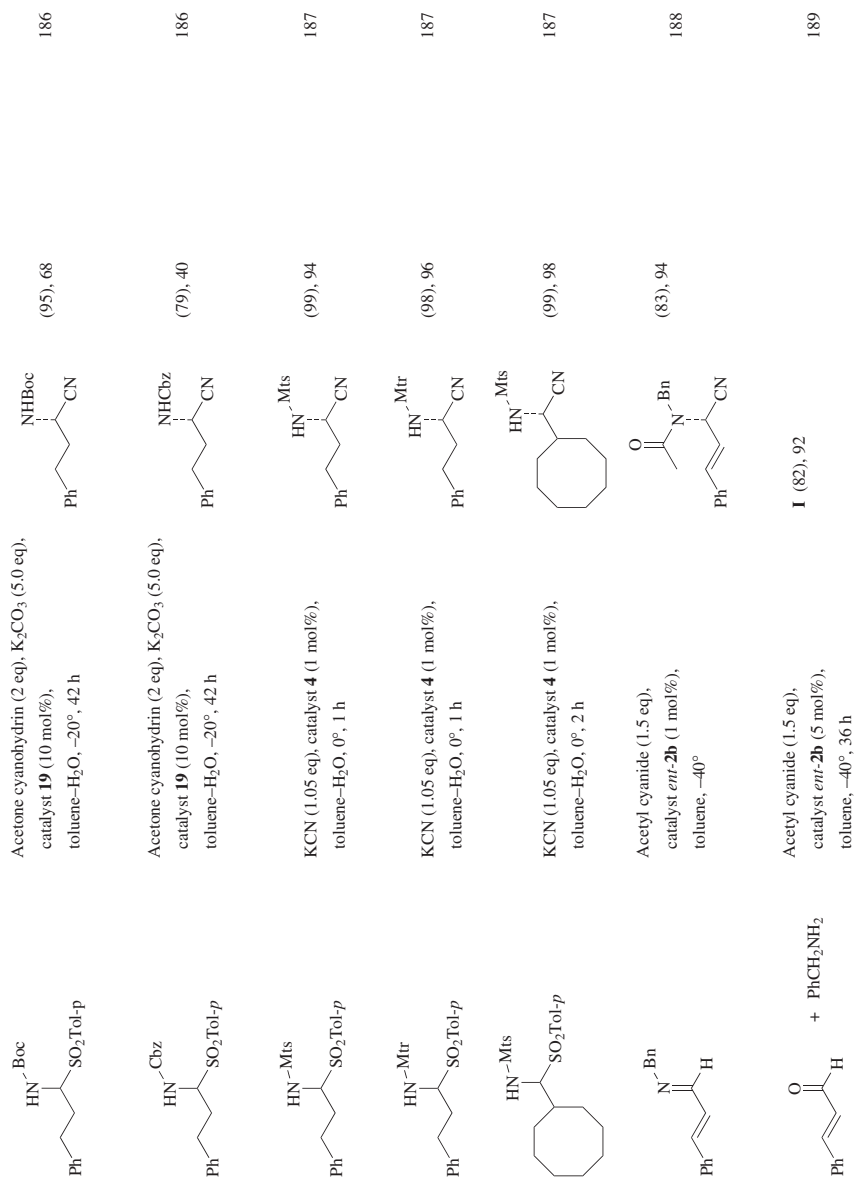 HN
Boc
Ph
SO2Tol-p
Acetone cyanohydrin (2 eq), K2CO3 (5.0 eq),
catalyst 19 (10 mol%),
toluene–H2O, –20°, 42 h
NHBoc
Ph
CN
(95), 68
186
HN
Cbz
Ph
SO2Tol-p
Acetone cyanohydrin (2 eq), K2CO3 (5.0 eq),
catalyst 19 (10 mol%),
toluene–H2O, –20°, 42 h
NHCbz
Ph
CN
(79), 40
186
HN
Mts
Ph
SO2Tol-p
KCN (1.05 eq), catalyst 4 (1 mol%),
toluene–H2O, 0°, 1 h
HN
Mts
Ph
CN
(99), 94
187
HN
Mtr
Ph
SO2Tol-p
KCN (1.05 eq), catalyst 4 (1 mol%),
toluene–H2O, 0°, 1 h
HN
Mtr
Ph
CN
(98), 96
187
HN
Mts
SO2Tol-p
KCN (1.05 eq), catalyst 4 (1 mol%),
toluene–H2O, 0°, 2 h
HN
Mts
CN
(99), 98
187
N
Bn
Ph
H
Acetyl cyanide (1.5 eq),
catalyst ent-2b (1 mol%),
toluene, –40°
O
N
Bn
Ph
CN
(83), 94
188
O
Ph
H
+ PhCH2NH2
Acetyl cyanide (1.5 eq),
catalyst ent-2b (5 mol%),
toluene, –40°, 36 h
I (82), 92
189